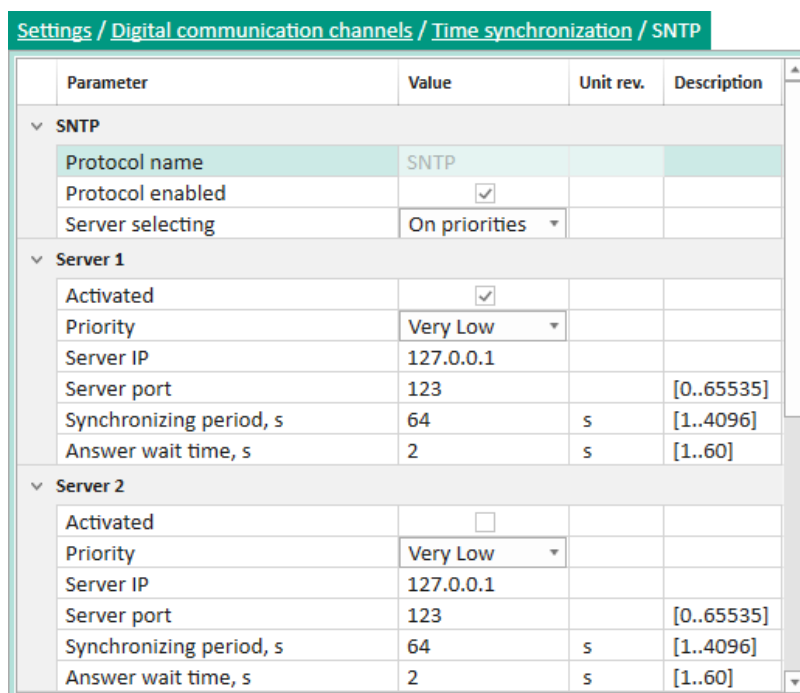 Settings / Digital communication channels / Time synchronization / SNTP
Parameter Value Unit rev. Description
SNTP
Protocol name SNTP
Protocol enabled
Server selecting On priorities
Server 1
Activated
Priority Very Low
Server IP 127.0.0.1
Server port 123 [0..65535]
Synchronizing period, s 64 s [1..4096]
Answer wait time, s 2 s [1..60]
Server 2
Activated
Priority Very Low
Server IP 127.0.0.1
Server port 123 [0..65535]
Synchronizing period, s 64 s [1..4096]
Answer wait time, s 2 s [1..60]